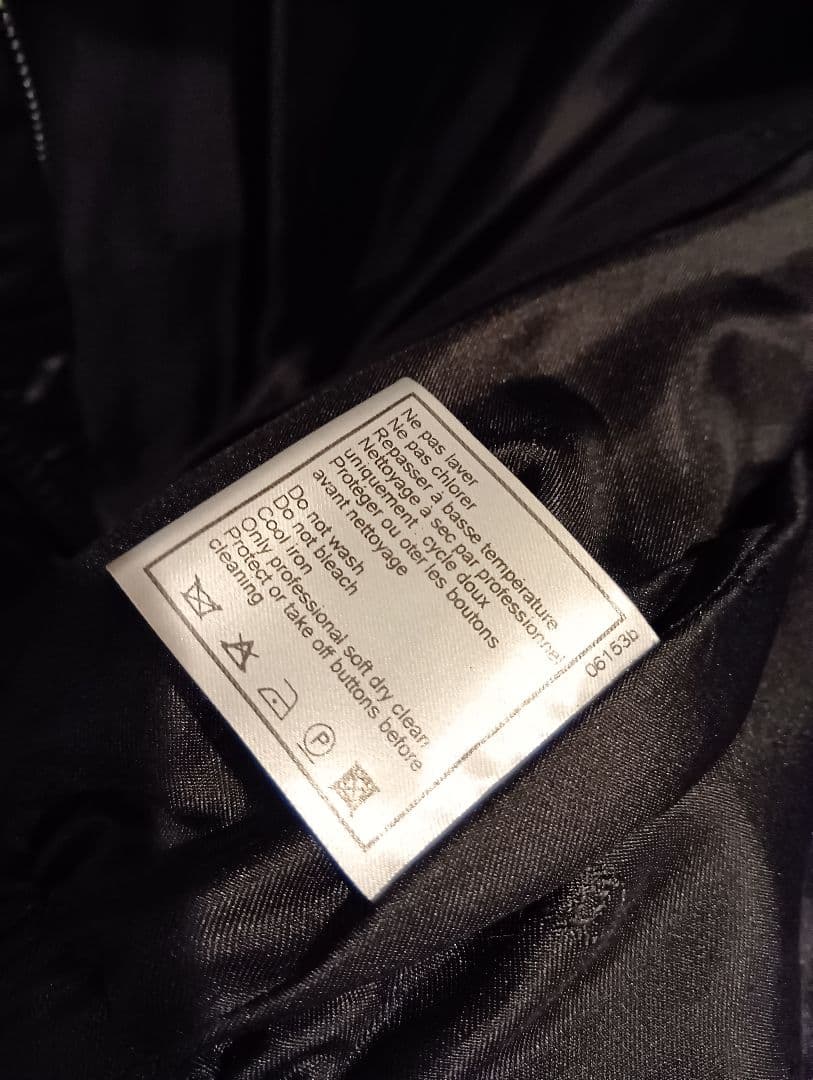 Ne pas laver
Ne pas chlorer
Repasser à basse température
Nettoyage à sec par professionnel
uniquement , cycle doux
Protéger ou ôter les boutons
avant nettoyage
Do not wash
Do not bleach
Cool iron
Only professional soft dry clean
Protect or take off buttons before
cleaning
P
06153b